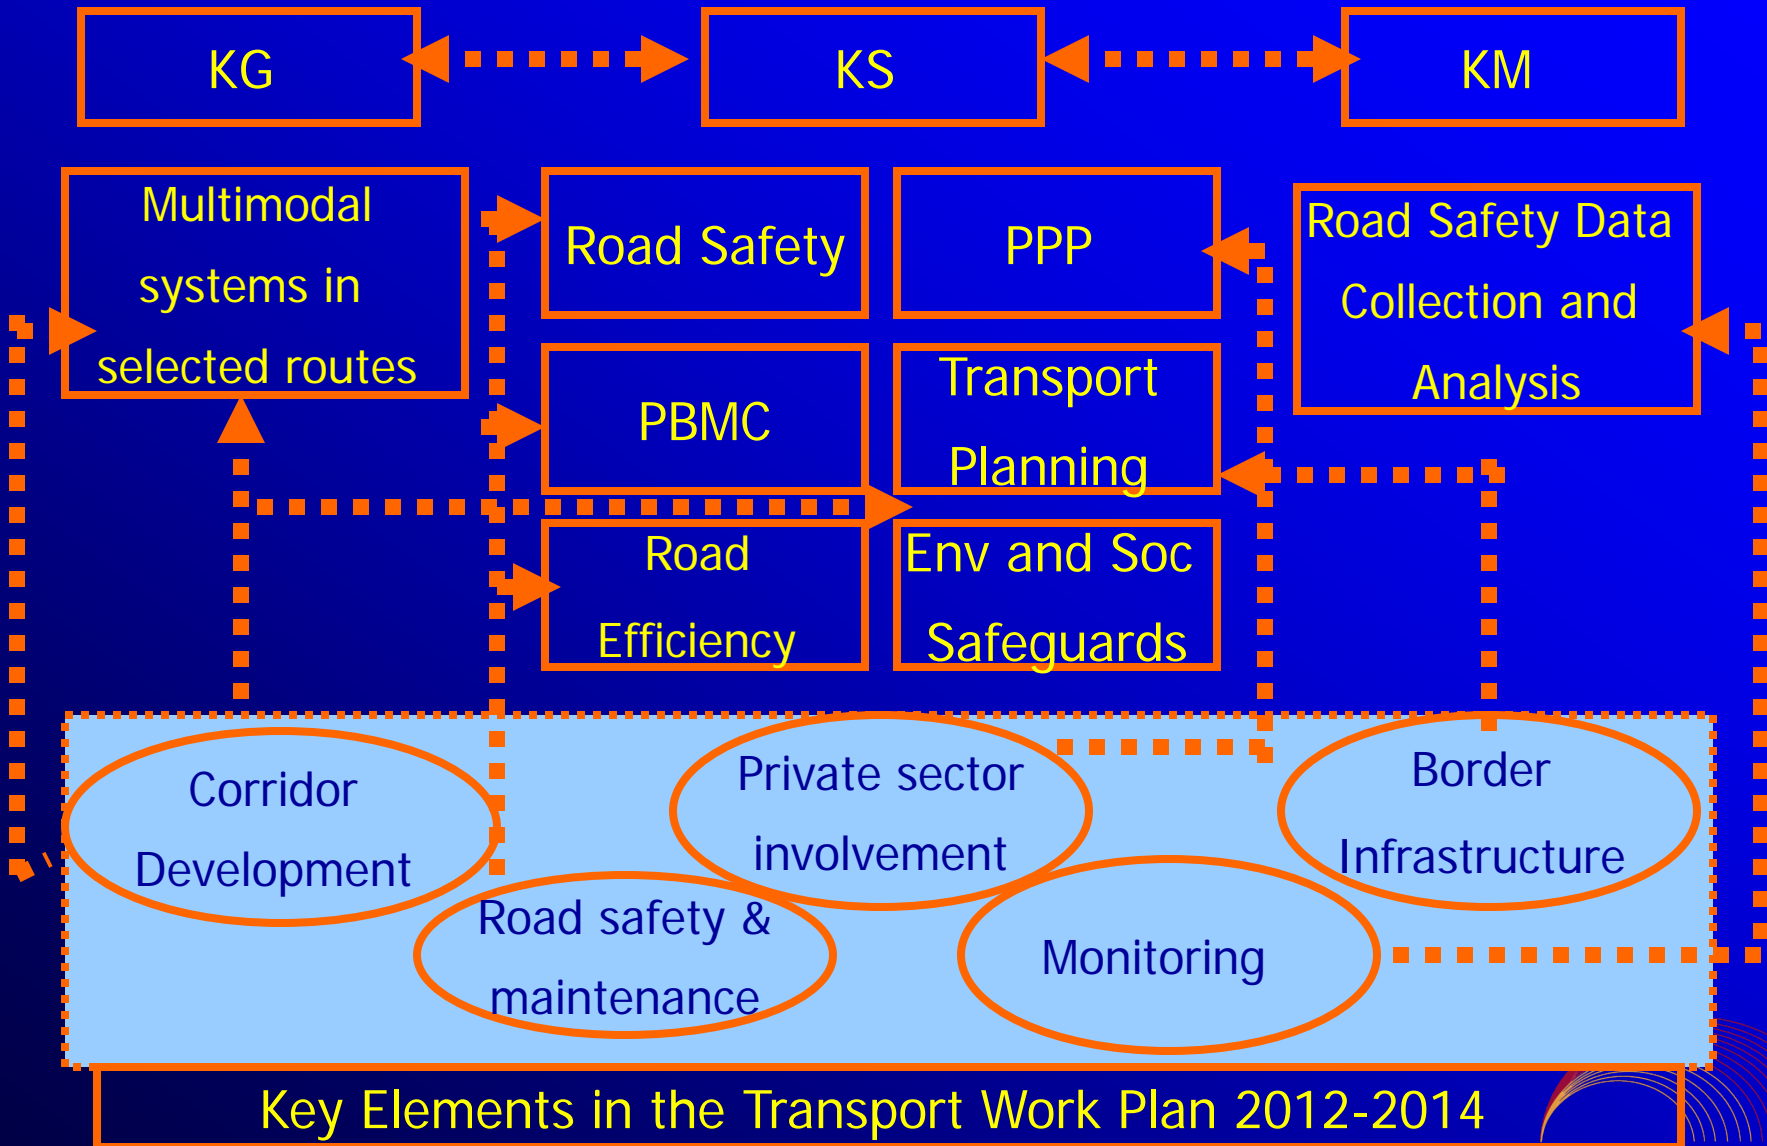 KG
KS
KM
Multimodal
systems in
selected routes
Road Safety
PPP
Road Safety Data
Collection and
Analysis
PBMC
Transport
Planning
Road
Efficiency
Env and Soc
Safeguards
Corridor
Development
Private sector
involvement
Border
Infrastructure
Road safety &
maintenance
Monitoring
Key Elements in the Transport Work Plan 2012-2014